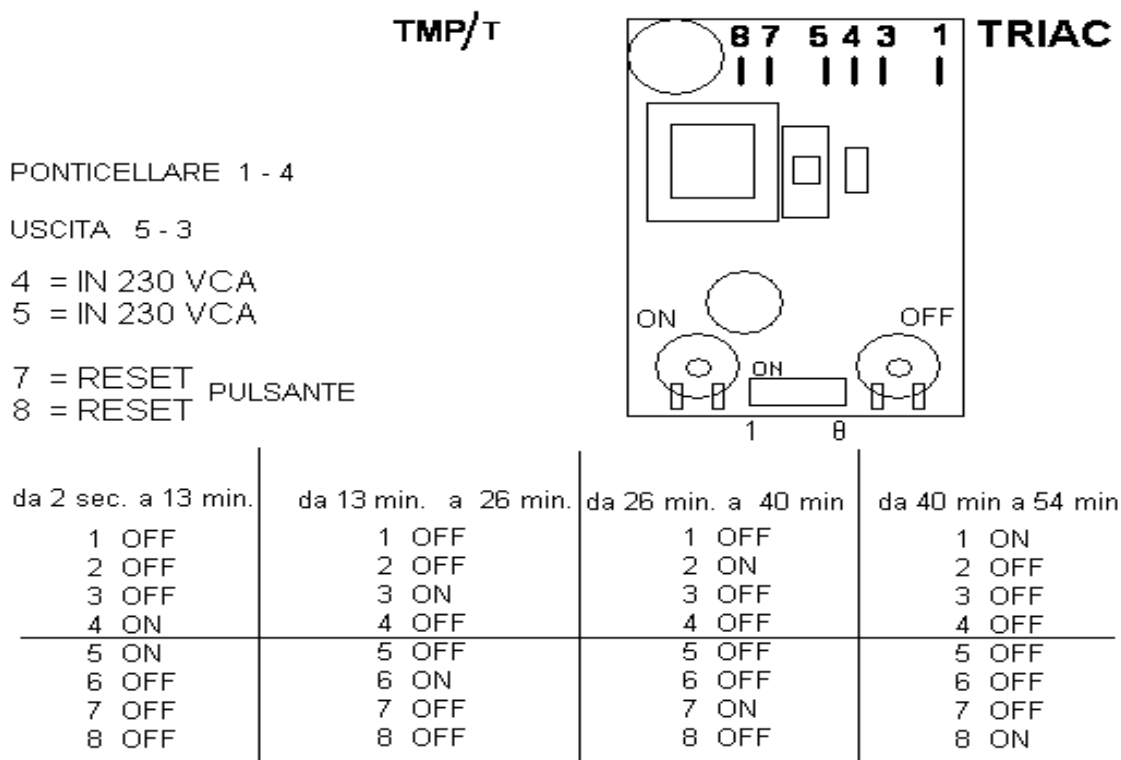 TMP/T
8 7 5 4 3 1 TRIAC
PONTICELLARE 1 - 4
USCITA 5 - 3
4 = IN 230 VCA
5 = IN 230 VCA
7 = RESET
8 = RESET
PULSANTE
ON
OFF
ON
1 8
da 2 sec. a 13 min.
1 OFF
2 OFF
3 OFF
4 ON
5 ON
6 OFF
7 OFF
8 OFF
da 13 min. a 26 min.
1 OFF
2 OFF
3 ON
4 OFF
5 OFF
6 ON
7 OFF
8 OFF
da 26 min. a 40 min
1 OFF
2 ON
3 OFF
4 OFF
5 OFF
6 OFF
7 ON
8 OFF
da 40 min a 54 min
1 ON
2 OFF
3 OFF
4 OFF
5 OFF
6 OFF
7 OFF
8 ON